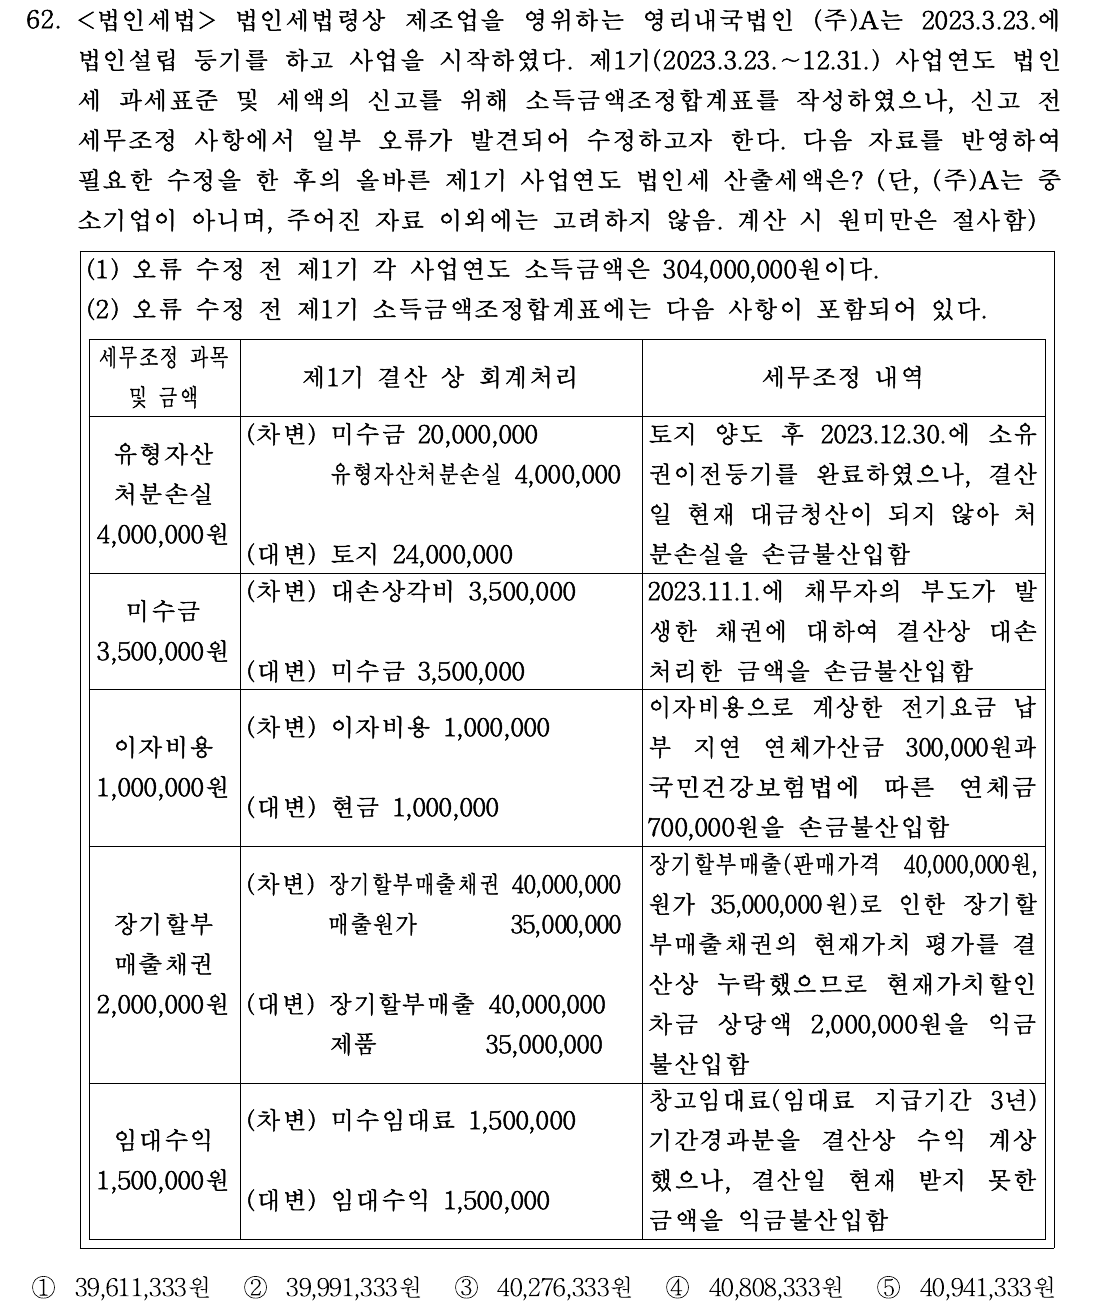 62. <법인세법> 법인세법령상 제조업을 영위하는 영리내국법인 (주)A는 2023.3.23.에
법인설립 등기를 하고 사업을 시작하였다. 제1기(2023.3.23.～12.31.) 사업연도 법인
세 과세표준 및 세액의 신고를 위해 소득금액조정합계표를 작성하였으나, 신고 전
세무조정 사항에서 일부 오류가 발견되어 수정하고자 한다. 다음 자료를 반영하여
필요한 수정을 한 후의 올바른 제1기 사업연도 법인세 산출세액은? (단, (주)A는 중
소기업이 아니며, 주어진 자료 이외에는 고려하지 않음. 계산 시 원미만은 절사함)
(1) 오류 수정 전 제1기 각 사업연도 소득금액은 304,000,000원이다.
(2) 오류 수정 전 제1기 소득금액조정합계표에는 다음 사항이 포함되어 있다.
세무조정 과목
및 금액
제1기 결산 상 회계처리
세무조정 내역
유형자산
처분손실
4,000,000원
(차변) 미수금 20,000,000
유형자산처분손실 4,000,000
(대변) 토지 24,000,000
토지 양도 후 2023.12.30.에 소유
권이전등기를 완료하였으나, 결산
일 현재 대금청산이 되지 않아 처
분손실을 손금불산입함
미수금
3,500,000원
(차변) 대손상각비 3,500,000
(대변) 미수금 3,500,000
2023.11.1.에 채무자의 부도가 발
생한 채권에 대하여 결산상 대손
처리한 금액을 손금불산입함
이자비용
1,000,000원
(차변) 이자비용 1,000,000
(대변) 현금 1,000,000
이자비용으로 계상한 전기요금 납
부 지연 연체가산금 300,000원과
국민건강보험법에 따른 연체금
700,000원을 손금불산입함
장기할부
매출채권
2,000,000원
(차변) 장기할부매출채권 40,000,000
매출원가 35,000,000
(대변) 장기할부매출 40,000,000
제품 35,000,000
장기할부매출(판매가격 40,000,000원,
원가 35,000,000원)로 인한 장기할
부매출채권의 현재가치 평가를 결
산상 누락했으므로 현재가치할인
차금 상당액 2,000,000원을 익금
불산입함
임대수익
1,500,000원
(차변) 미수임대료 1,500,000
(대변) 임대수익 1,500,000
창고임대료(임대료 지급기간 3년)
기간경과분을 결산상 수익 계상
했으나, 결산일 현재 받지 못한
금액을 익금불산입함
① 39,611,333원 ② 39,991,333원 ③ 40,276,333원 ④ 40,808,333원 ⑤ 40,941,333원